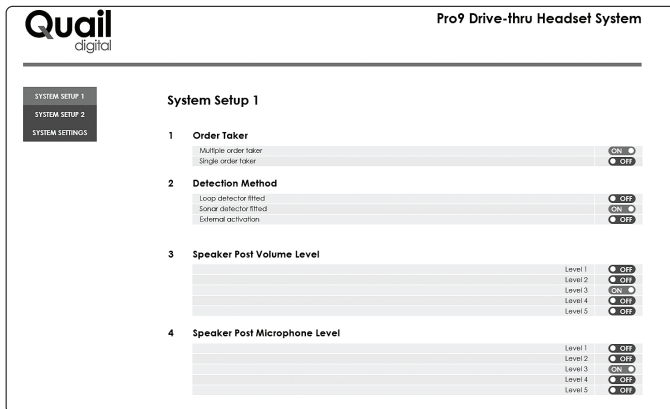 Quail
digital
Pro9 Drive-thru Headset System
SYSTEM SETUP 1
SYSTEM SETUP 2
SYSTEM SETTINGS
System Setup 1
1 Order Taker
Multiple order taker ON
Single order taker OFF
2 Detection Method
Loop detector fitted OFF
Sonar detector fitted ON
External activation OFF
3 Speaker Post Volume Level
Level 1 OFF
Level 2 OFF
Level 3 ON
Level 4 OFF
Level 5 OFF
4 Speaker Post Microphone Level
Level 1 OFF
Level 2 OFF
Level 3 ON
Level 4 OFF
Level 5 OFF